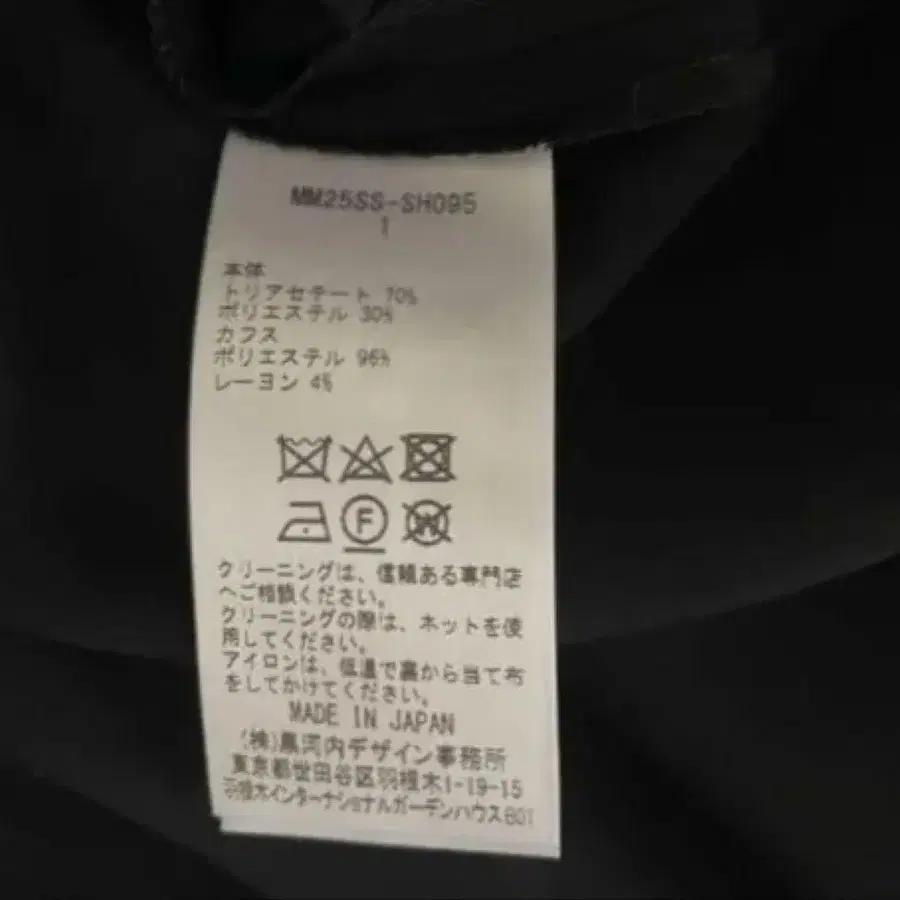 MM25SS-SH095
1
本体
トリアセテート 70%
ポリエステル 30%
カフス
ポリエステル 96%
レーヨン 4%
F
W
クリーニングは、信頼ある専門店
へご相談ください。
クリーニングの際は、ネットを使
用してください。
アイロンは、低温で裏から当て布
をしてかけてください。
MADE IN JAPAN
(株)黒河内デザイン事務所
東京都世田谷区羽根木1-19-15
羽根木インターナショナルガーデンハウスB01